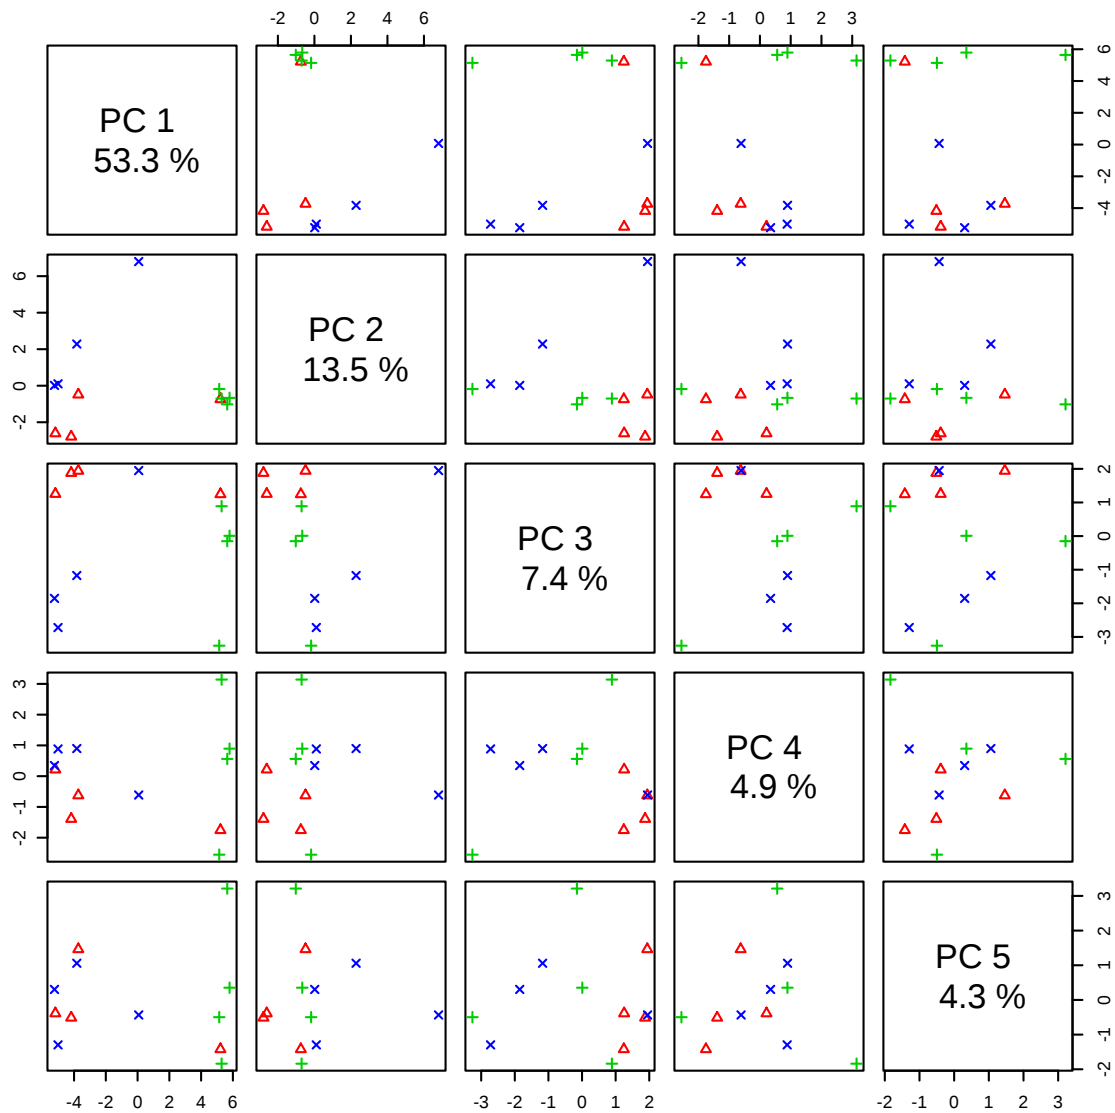 -2 0 2 4 6 -2 -1 0 1 2 3
PC 1
53.3 %
-4 -2 0 2 4 6
-2 0 2 4 6
PC 2
13.5 %
PC 3
7.4 %
-3 -2 -1 0 1 2
-2 -1 0 1 2 3
PC 4
4.9 %
PC 5
4.3 %
-2 -1 0 1 2 3
-4 -2 0 2 4 6 -3 -2 -1 0 1 2 -2 -1 0 1 2 3